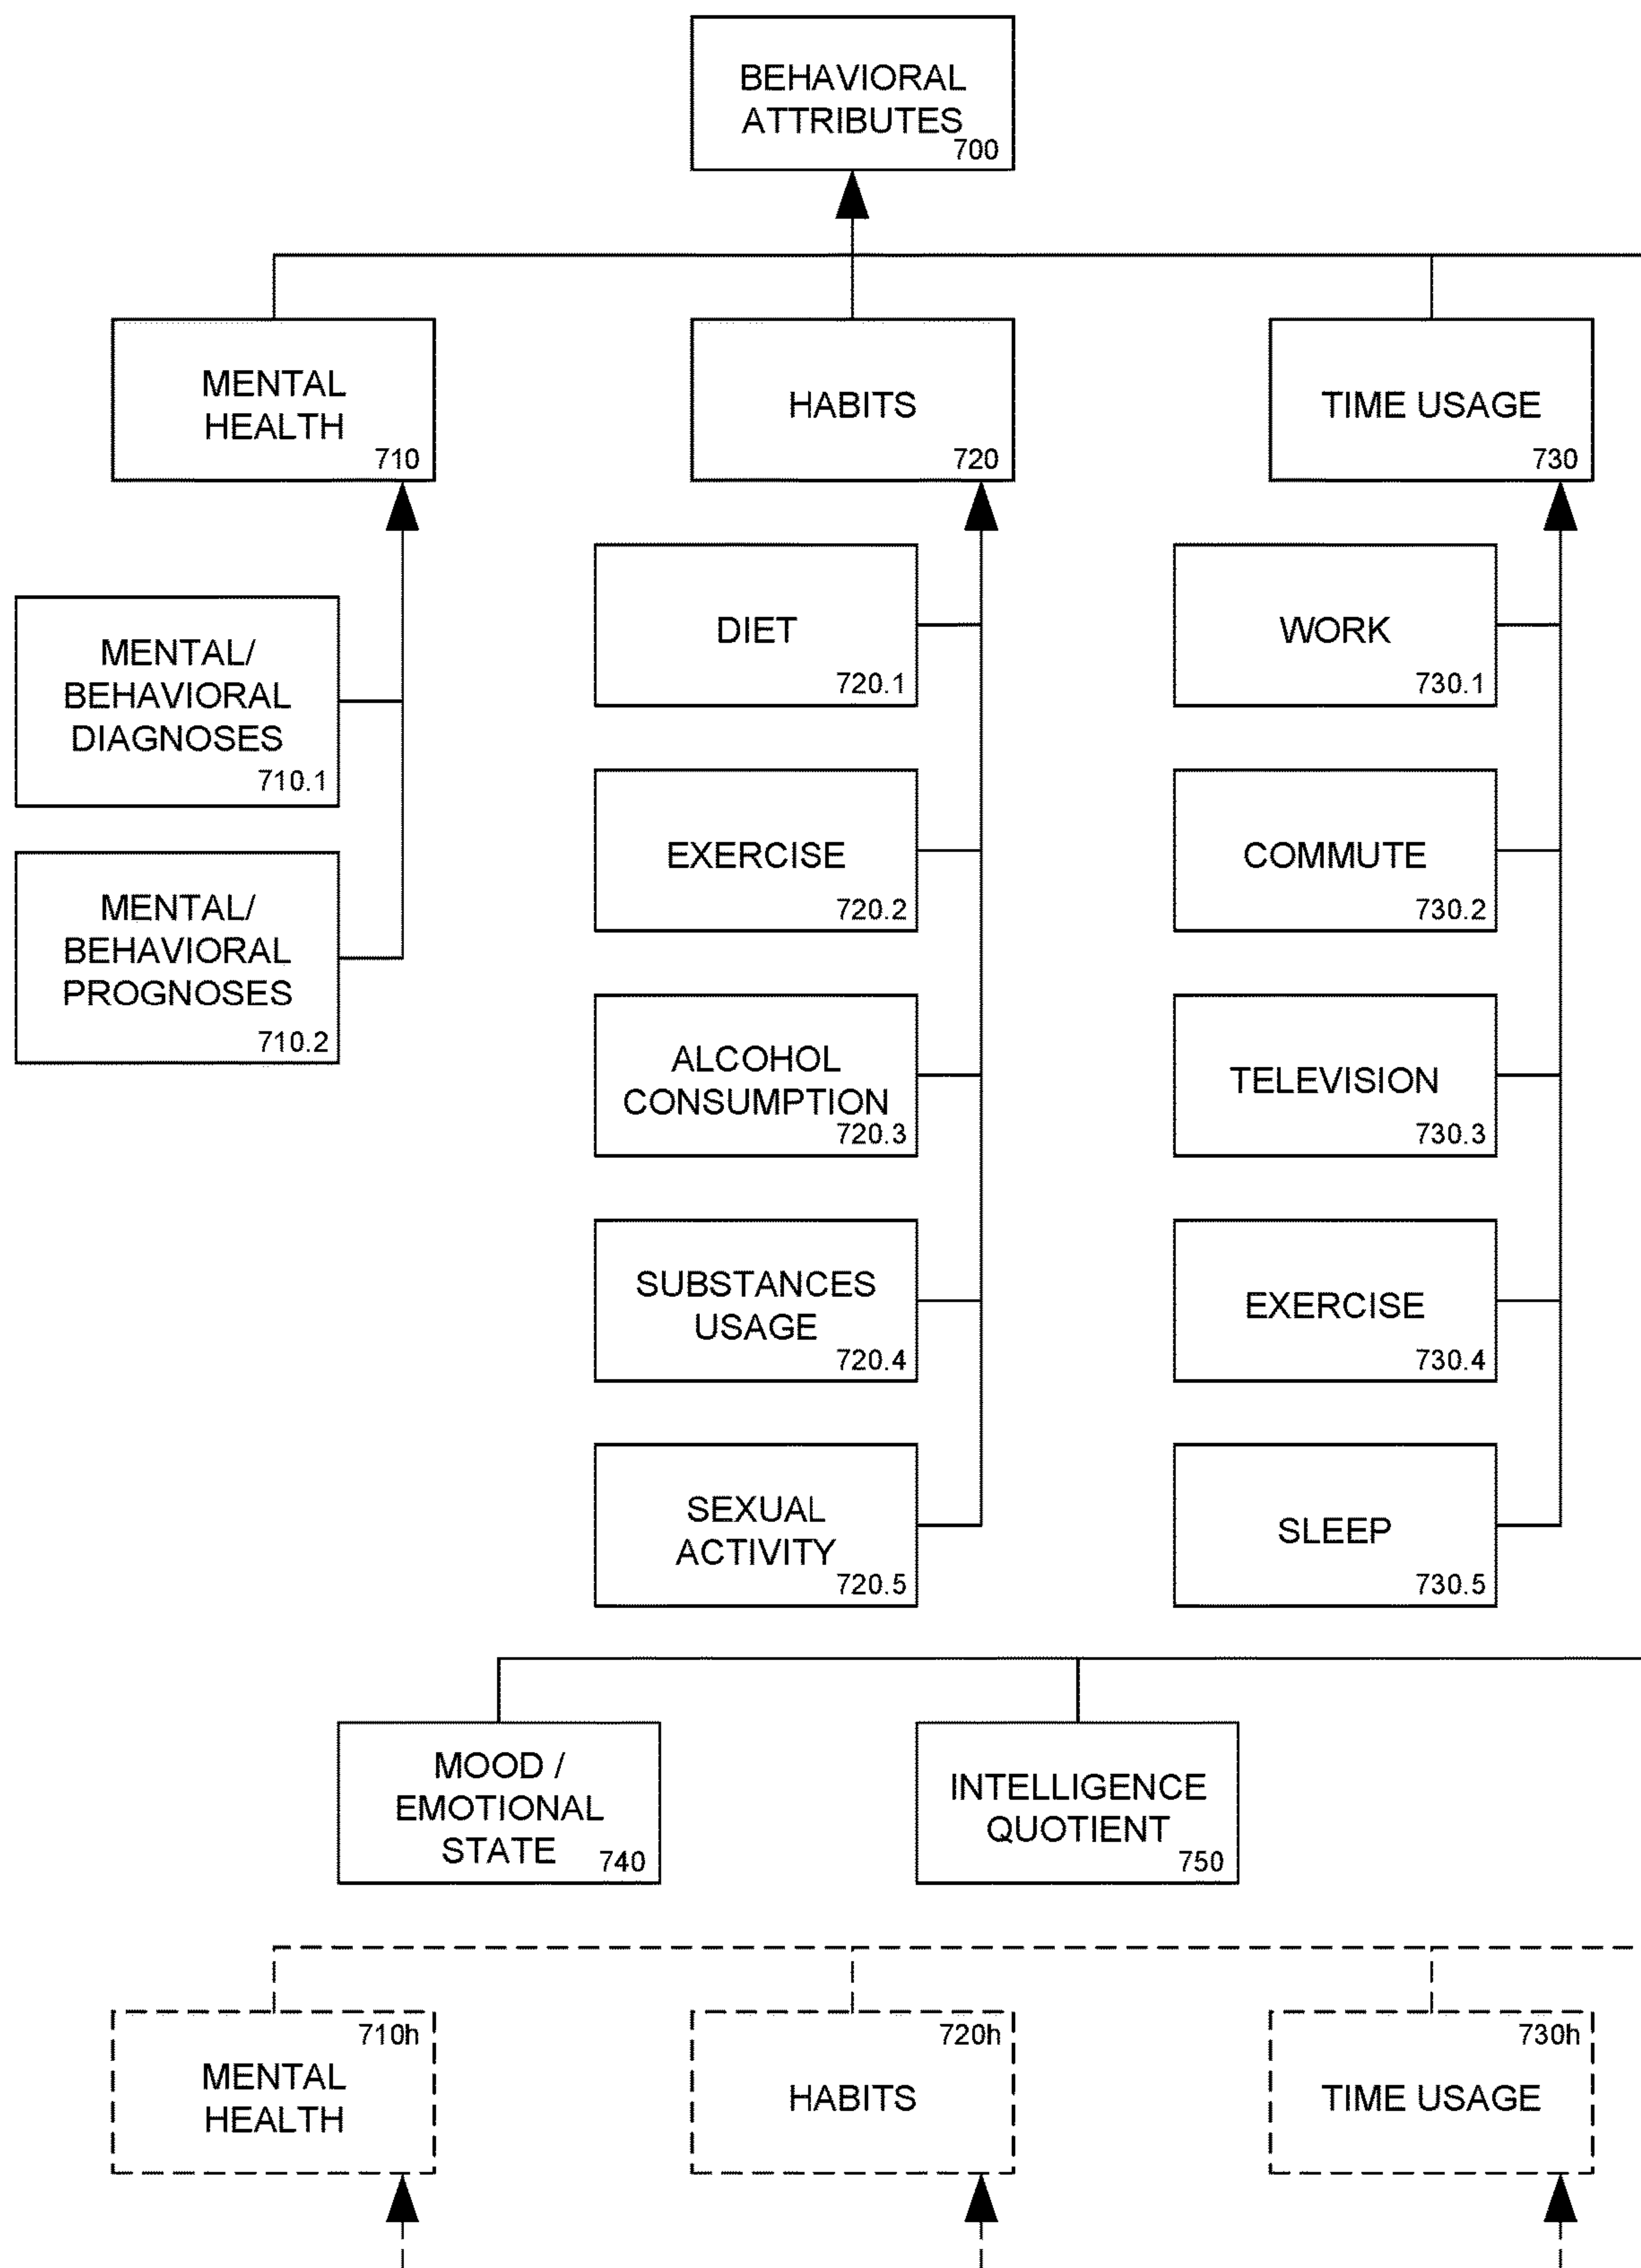 BEHAVIORAL
ATTRIBUTES
700
MENTAL
HEALTH
710
HABITS
720
TIME USAGE
730
MENTAL/
BEHAVIORAL
DIAGNOSES
710.1
MENTAL/
BEHAVIORAL
PROGNOSES
710.2
DIET
720.1
EXERCISE
720.2
ALCOHOL
CONSUMPTION
720.3
SUBSTANCES
USAGE
720.4
SEXUAL
ACTIVITY
720.5
WORK
730.1
COMMUTE
730.2
TELEVISION
730.3
EXERCISE
730.4
SLEEP
730.5
MOOD /
EMOTIONAL
STATE
740
INTELLIGENCE
QUOTIENT
750
710h
MENTAL
HEALTH
720h
HABITS
730h
TIME USAGE